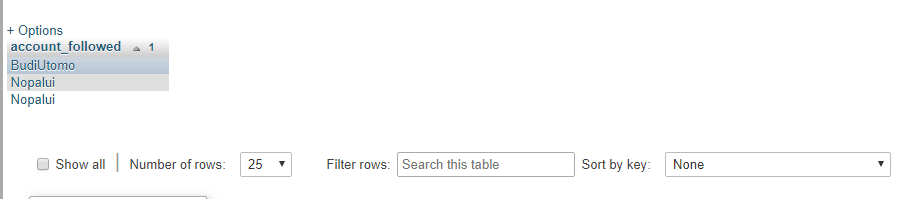 + Options
account_followed 1
BudiUtomo
Nopalui
Nopalui
Show all Number of rows: 25 Filter rows: Search this table Sort by key: None